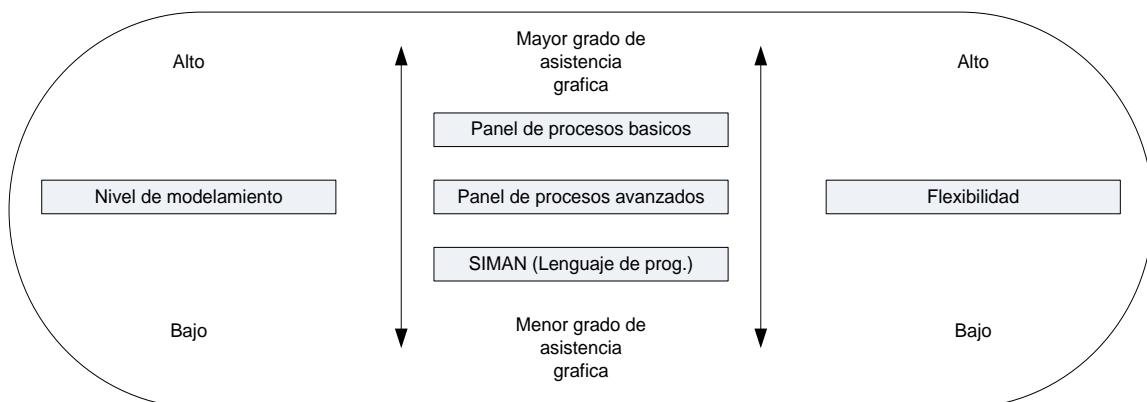 Alto
Nivel de modelamiento
Bajo
Mayor grado de
asistencia
grafica
Panel de procesos basicos
Panel de procesos avanzados
SIMAN (Lenguaje de prog.)
Menor grado de
asistencia
grafica
Alto
Flexibilidad
Bajo